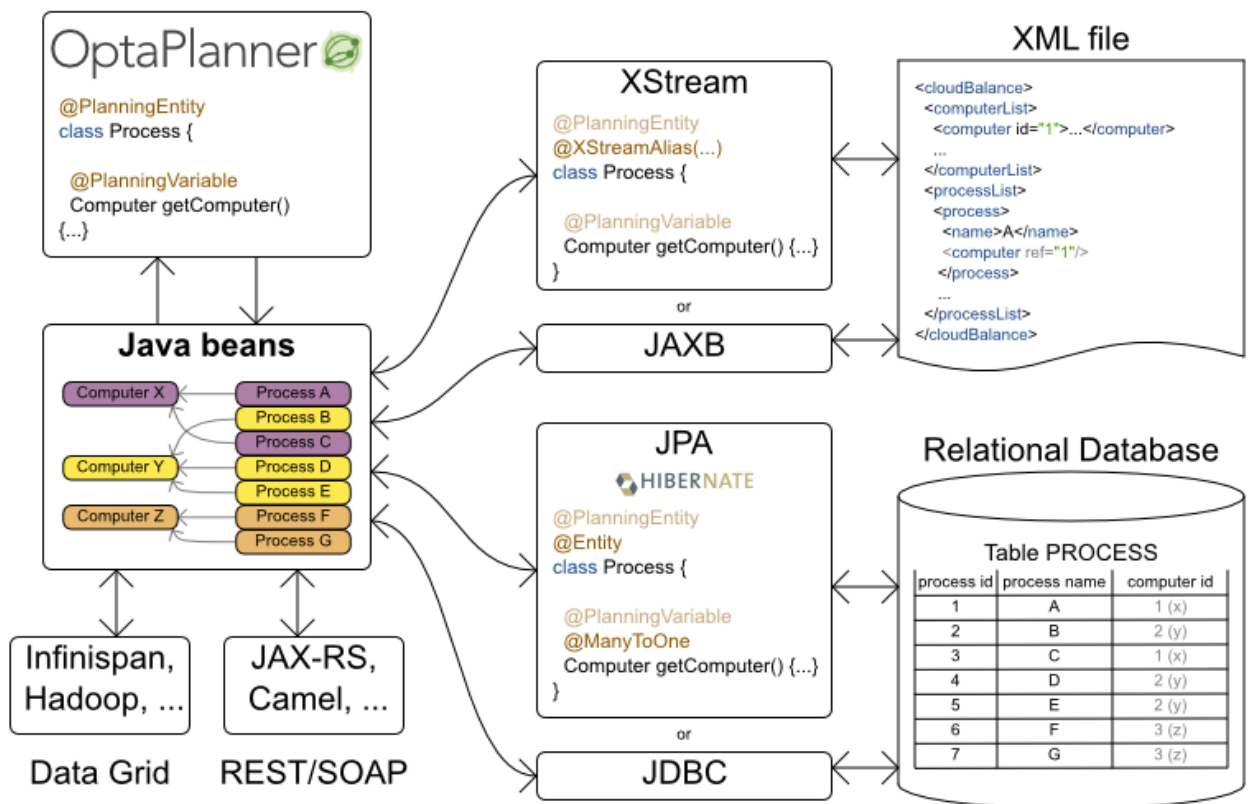 OptaPlanner
@PlanningEntity
class Process {
@PlanningVariable
Computer getComputer()
{...}
Java beans
Computer X
Computer Y
Computer Z
Process A
Process B
Process C
Process D
Process E
Process F
Process G
Infinispan,
Hadoop, ...
Data Grid
JAX-RS,
Camel, ...
REST/SOAP
XStream
@PlanningEntity
@XStreamAlias(...)
class Process {
@PlanningVariable
Computer getComputer() {...}
}
or
JAXB
XML file
<cloudBalance>
<computerList>
<computer id="1">...</computer>
...
</computerList>
<processList>
<process>
<name>A</name>
<computer ref="1"/>
</process>
...
</processList>
</cloudBalance>
JPA
HIBERNATE
@PlanningEntity
@Entity
class Process {
@PlanningVariable
@ManyToOne
Computer getComputer() {...}
}
or
JDBC
Relational Database
Table PROCESS
process id process name computer id
1 A 1 (x)
2 B 2 (y)
3 C 1 (x)
4 D 2 (y)
5 E 2 (y)
6 F 3 (z)
7 G 3 (z)